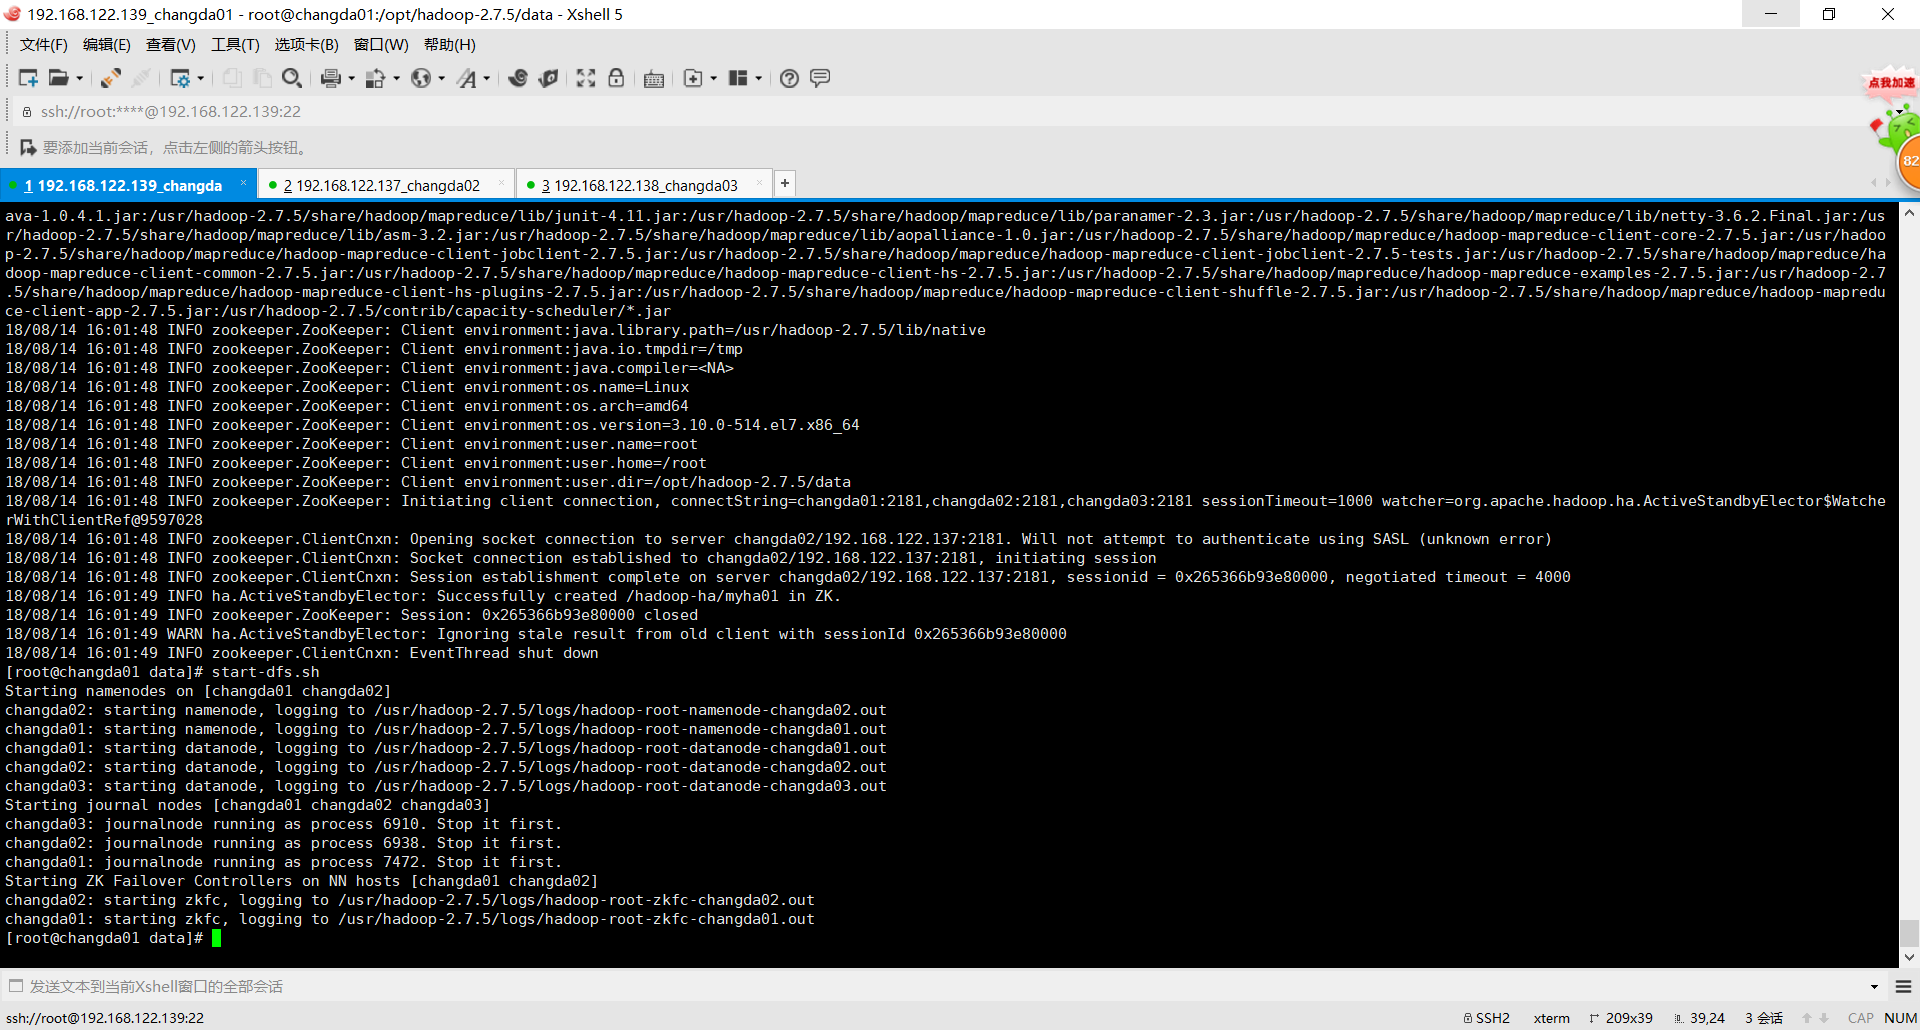 192.168.122.139_changda01 - root@changda01:/opt/hadoop-2.7.5/data - Xshell 5
文件(F) 编辑(E) 查看(V) 工具(T) 选项卡(B) 窗口(W) 帮助(H)
点我加速
ssh://root:****@192.168.122.139:22
要添加当前会话，点击左侧的箭头按钮。
82
1 192.168.122.139_changda × 2 192.168.122.137_changda02 × 3 192.168.122.138_changda03 × +
ava-1.0.4.1.jar:/usr/hadoop-2.7.5/share/hadoop/mapreduce/lib/junit-4.11.jar:/usr/hadoop-2.7.5/share/hadoop/mapreduce/lib/paranamer-2.3.jar:/usr/hadoop-2.7.5/share/hadoop/mapreduce/lib/netty-3.6.2.Final.jar:/us
r/hadoop-2.7.5/share/hadoop/mapreduce/lib/asm-3.2.jar:/usr/hadoop-2.7.5/share/hadoop/mapreduce/lib/aopalliance-1.0.jar:/usr/hadoop-2.7.5/share/hadoop/mapreduce/hadoop-mapreduce-client-core-2.7.5.jar:/usr/hadoo
p-2.7.5/share/hadoop/mapreduce/hadoop-mapreduce-client-jobclient-2.7.5.jar:/usr/hadoop-2.7.5/share/hadoop/mapreduce/hadoop-mapreduce-client-jobclient-2.7.5-tests.jar:/usr/hadoop-2.7.5/share/hadoop/mapreduce/ha
doop-mapreduce-client-common-2.7.5.jar:/usr/hadoop-2.7.5/share/hadoop/mapreduce/hadoop-mapreduce-client-hs-2.7.5.jar:/usr/hadoop-2.7.5/share/hadoop/mapreduce/hadoop-mapreduce-examples-2.7.5.jar:/usr/hadoop-2.7
.5/share/hadoop/mapreduce/hadoop-mapreduce-client-hs-plugins-2.7.5.jar:/usr/hadoop-2.7.5/share/hadoop/mapreduce/hadoop-mapreduce-client-shuffle-2.7.5.jar:/usr/hadoop-2.7.5/share/hadoop/mapreduce/hadoop-mapredu
ce-client-app-2.7.5.jar:/usr/hadoop-2.7.5/contrib/capacity-scheduler/*.jar
18/08/14 16:01:48 INFO zookeeper.ZooKeeper: Client environment:java.library.path=/usr/hadoop-2.7.5/lib/native
18/08/14 16:01:48 INFO zookeeper.ZooKeeper: Client environment:java.io.tmpdir=/tmp
18/08/14 16:01:48 INFO zookeeper.ZooKeeper: Client environment:java.compiler=<NA>
18/08/14 16:01:48 INFO zookeeper.ZooKeeper: Client environment:os.name=Linux
18/08/14 16:01:48 INFO zookeeper.ZooKeeper: Client environment:os.arch=amd64
18/08/14 16:01:48 INFO zookeeper.ZooKeeper: Client environment:os.version=3.10.0-514.el7.x86_64
18/08/14 16:01:48 INFO zookeeper.ZooKeeper: Client environment:user.name=root
18/08/14 16:01:48 INFO zookeeper.ZooKeeper: Client environment:user.home=/root
18/08/14 16:01:48 INFO zookeeper.ZooKeeper: Client environment:user.dir=/opt/hadoop-2.7.5/data
18/08/14 16:01:48 INFO zookeeper.ZooKeeper: Initiating client connection, connectString=changda01:2181,changda02:2181,changda03:2181 sessionTimeout=1000 watcher=org.apache.hadoop.ha.ActiveStandbyElector$Watche
rWithClientRef@9597028
18/08/14 16:01:48 INFO zookeeper.ClientCnxn: Opening socket connection to server changda02/192.168.122.137:2181. Will not attempt to authenticate using SASL (unknown error)
18/08/14 16:01:48 INFO zookeeper.ClientCnxn: Socket connection established to changda02/192.168.122.137:2181, initiating session
18/08/14 16:01:48 INFO zookeeper.ClientCnxn: Session establishment complete on server changda02/192.168.122.137:2181, sessionid = 0x265366b93e80000, negotiated timeout = 4000
18/08/14 16:01:49 INFO ha.ActiveStandbyElector: Successfully created /hadoop-ha/myha01 in ZK.
18/08/14 16:01:49 INFO zookeeper.ZooKeeper: Session: 0x265366b93e80000 closed
18/08/14 16:01:49 WARN ha.ActiveStandbyElector: Ignoring stale result from old client with sessionId 0x265366b93e80000
18/08/14 16:01:49 INFO zookeeper.ClientCnxn: EventThread shut down
[root@changda01 data]# start-dfs.sh
Starting namenodes on [changda01 changda02]
changda02: starting namenode, logging to /usr/hadoop-2.7.5/logs/hadoop-root-namenode-changda02.out
changda01: starting namenode, logging to /usr/hadoop-2.7.5/logs/hadoop-root-namenode-changda01.out
changda01: starting datanode, logging to /usr/hadoop-2.7.5/logs/hadoop-root-datanode-changda01.out
changda02: starting datanode, logging to /usr/hadoop-2.7.5/logs/hadoop-root-datanode-changda02.out
changda03: starting datanode, logging to /usr/hadoop-2.7.5/logs/hadoop-root-datanode-changda03.out
Starting journal nodes [changda01 changda02 changda03]
changda03: journalnode running as process 6910. Stop it first.
changda02: journalnode running as process 6938. Stop it first.
changda01: journalnode running as process 7472. Stop it first.
Starting ZK Failover Controllers on NN hosts [changda01 changda02]
changda02: starting zkfc, logging to /usr/hadoop-2.7.5/logs/hadoop-root-zkfc-changda02.out
changda01: starting zkfc, logging to /usr/hadoop-2.7.5/logs/hadoop-root-zkfc-changda01.out
[root@changda01 data]#
发送文本到当前Xshell窗口的全部会话
ssh://root@192.168.122.139:22 SSH2 xterm 209x39 39,24 3 会话 CAP NUM